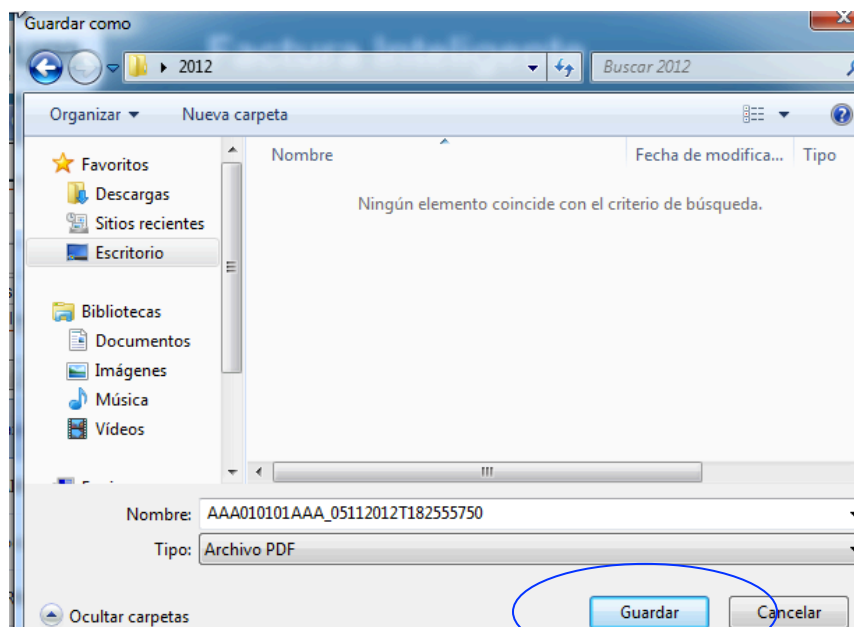 Guardar como
Factura Inteligente
2012
Buscar 2012
Organizar
Nueva carpeta
Favoritos
Descargas
Sitios recientes
Escritorio
Bibliotecas
Documentos
Imágenes
Música
Vídeos
Nombre
Fecha de modifica...
Tipo
Ningún elemento coincide con el criterio de búsqueda.
Nombre: AAA010101AAA_05112012T182555750
Tipo: Archivo PDF
Ocultar carpetas
Guardar
Cancelar